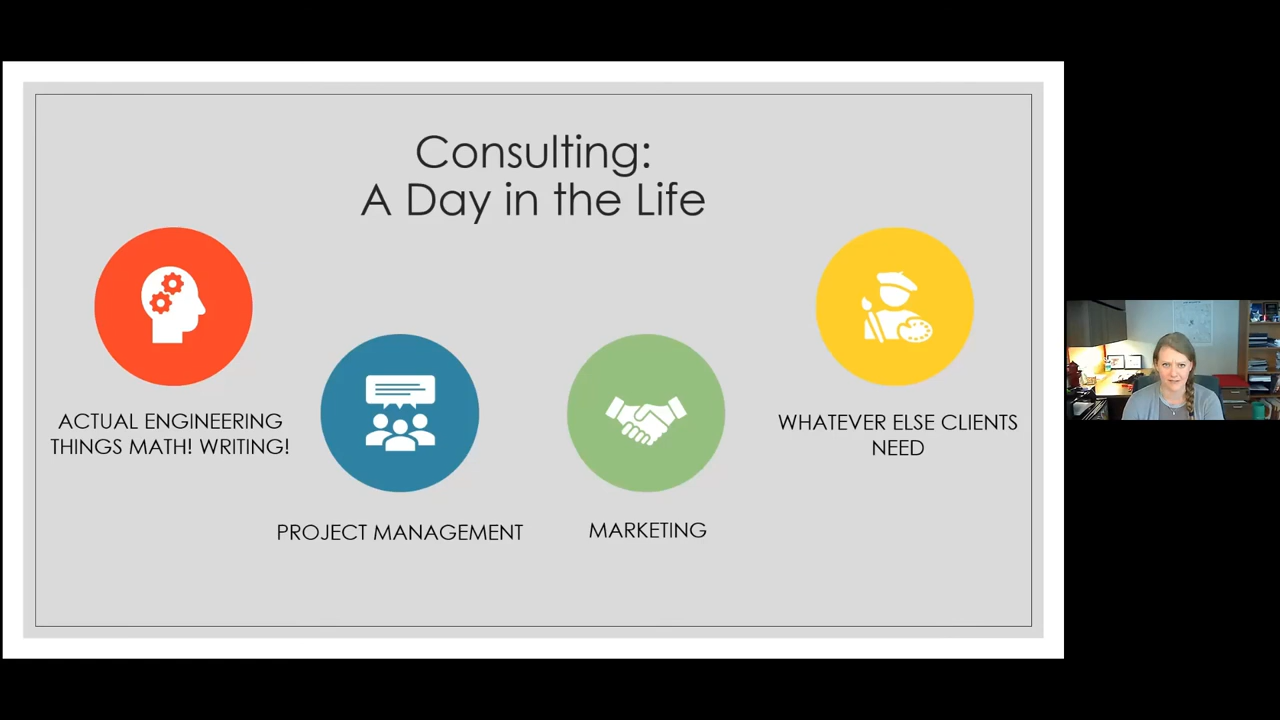 Consulting:
A Day in the Life
ACTUAL ENGINEERING
THINGS MATH! WRITING!
PROJECT MANAGEMENT
MARKETING
WHATEVER ELSE CLIENTS
NEED